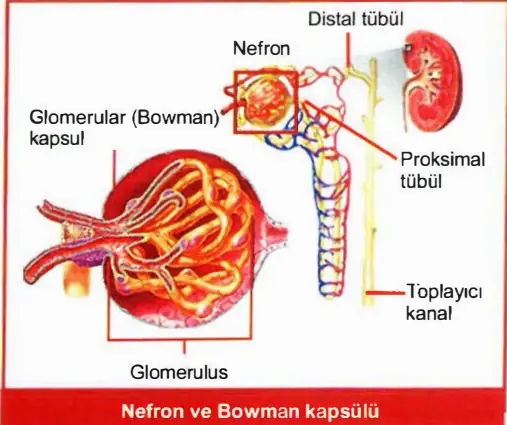 Distal tübül
Nefron
Glomerular (Bowman)
kapsul
Proksimal
tübül
Toplayıcı
kanal
Glomerulus
Nefron ve Bowman kapsülü